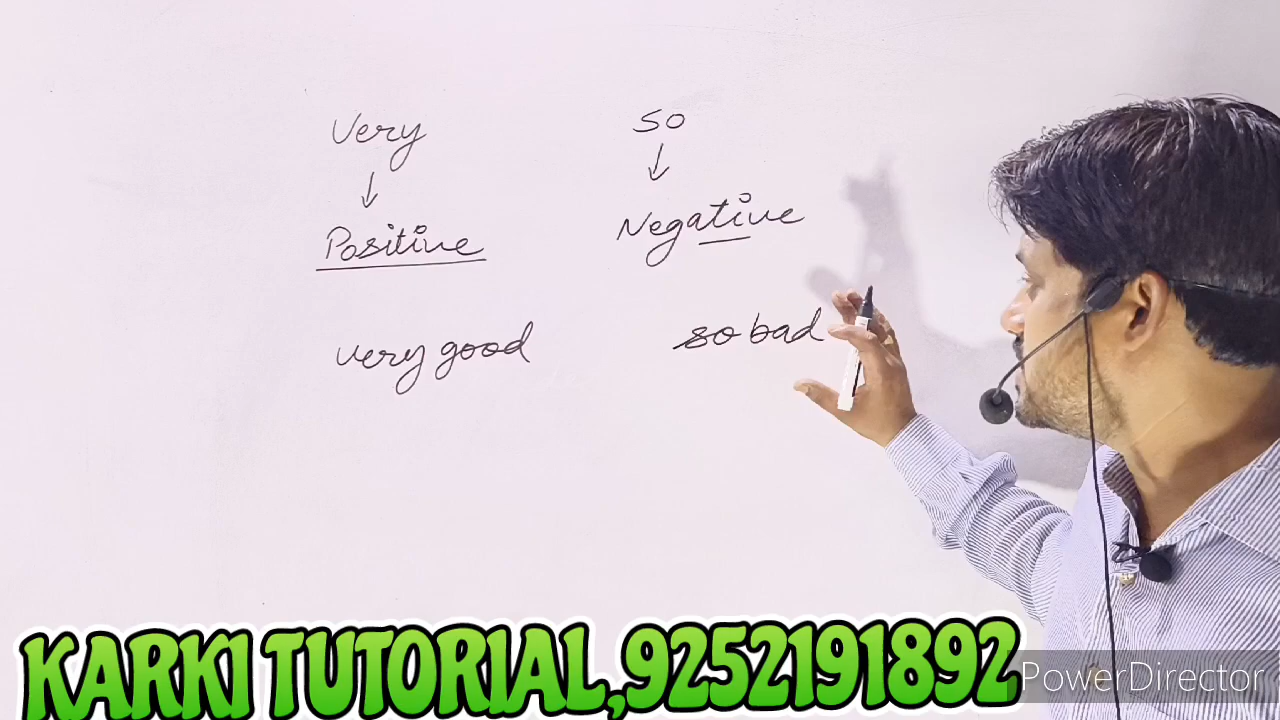 Very so
Positive Negative
very good so bad
KARKI TUTORIAL,9252191892
PowerDirector